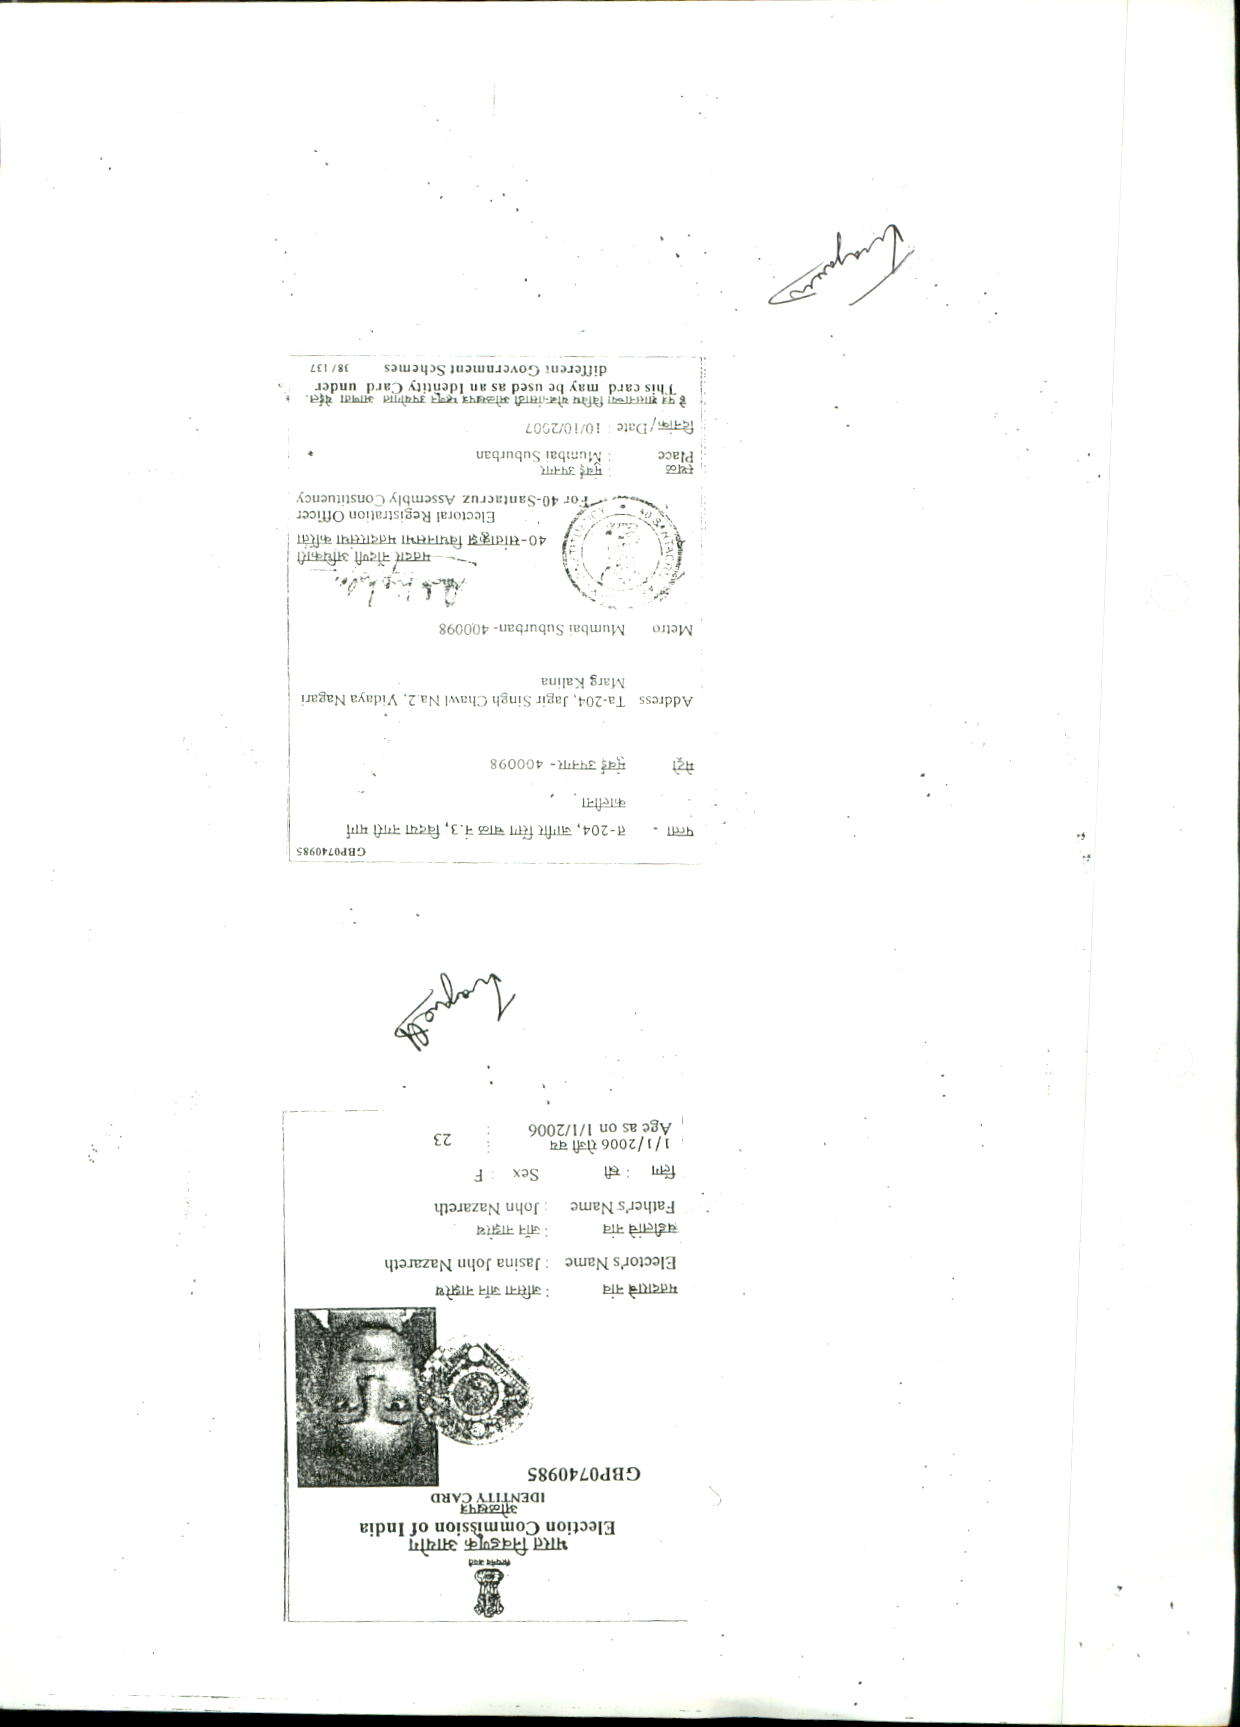 सत्यमेव जयते
भारत निवडणूक आयोग
Election Commission of India
ओळखपत्र
IDENTITY CARD
GBP0740985
मतदाराचे नांव : जसिना जॉन नाझरेथ
Elector's Name : Jasina John Nazareth
वडीलांचे नांव : जॉन नाझरेथ
Father's Name : John Nazareth
लिंग : स्त्री Sex : F
1/1/2006 रोजी वय
Age as on 1/1/2006 : 23
GBP0740985
पत्ता - त-204, जागीर सिंग चाळ नं.3, विदया नगरी मार्ग
कालीना
मेट्रो मुंबई उपनगर- 400098
Address Ta-204, Jagir Singh Chawl Na.2, Vidaya Nagari
Marg Kalina
Metro Mumbai Suburban- 400098
मतदार नोंदणी अधिकारी
40-सांताक्रुझ विधानसभा मतदारसंघा करिता
Electoral Registration Officer
For 40-Santacruz Assembly Constituency
स्थळ : मुंबई उपनगर
Place : Mumbai Suburban
दिनांक/Date : 10/10/2007
हे पत्र शासनाच्या विविध योजनांसाठी ओळखपत्र म्हणून उपयोगात आणता येईल.
This card may be used as an Identity Card under
different Government Schemes 38/ 137